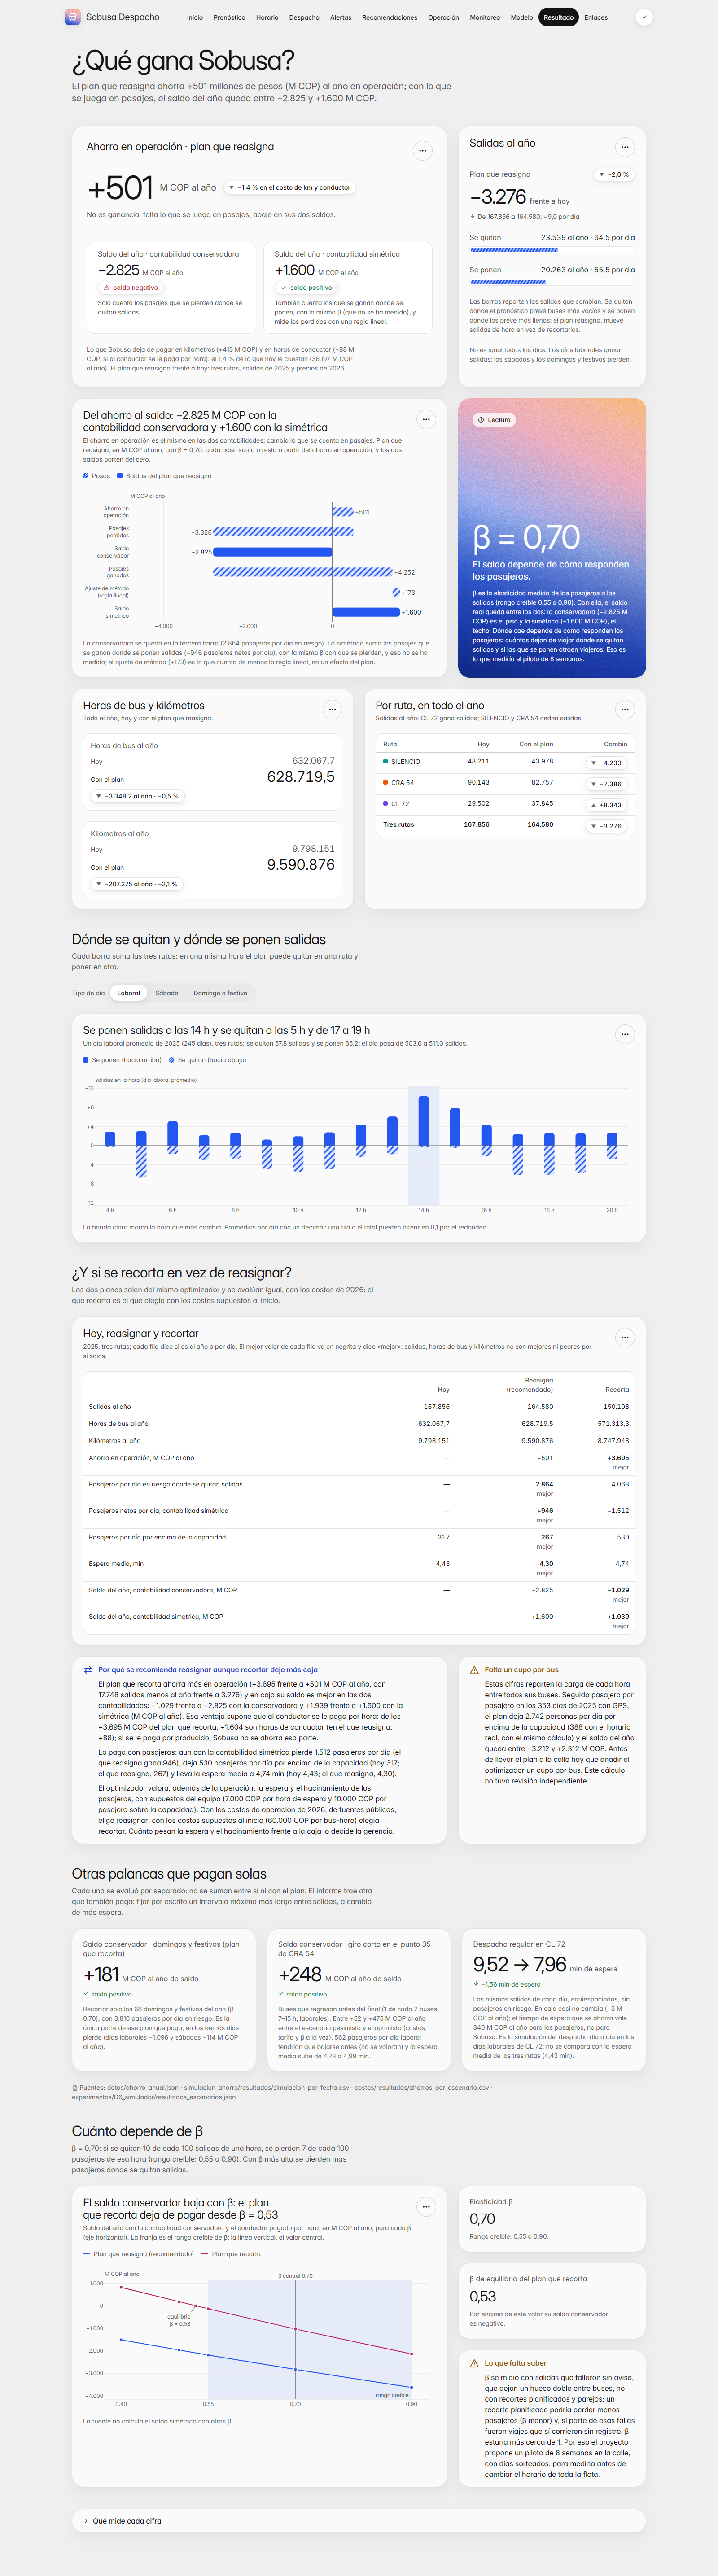 Sobusa Despacho
Inicio Pronóstico Horario Despacho Alertas Recomendaciones Operación Monitoreo Modelo Resultado Enlaces
¿Qué gana Sobusa?
El plan que reasigna ahorra +501 millones de pesos (M COP) al año en operación; con lo que
se juega en pasajes, el saldo del año queda entre −2.825 y +1.600 M COP.
Ahorro en operación · plan que reasigna
+501 M COP al año
▼ −1,4 % en el costo de km y conductor
No es ganancia: falta lo que se juega en pasajes, abajo en sus dos saldos.
Saldo del año · contabilidad conservadora
−2.825 M COP al año
saldo negativo
Solo cuenta los pasajes que se pierden donde se
quitan salidas.
Saldo del año · contabilidad simétrica
+1.600 M COP al año
saldo positivo
También cuenta los que se ganan donde se
ponen, con la misma β (que no se ha medido), y
mide los perdidos con una regla lineal.
Lo que Sobusa deja de pagar en kilómetros (+413 M COP) y en horas de conductor (+88 M
COP, si al conductor se le paga por hora): el 1,4 % de lo que hoy le cuestan (36.197 M COP
al año). El plan que reasigna frente a hoy: tres rutas, salidas de 2025 y precios de 2026.
Salidas al año
Plan que reasigna
▼ −2,0 %
−3.276 frente a hoy
↓ De 167.856 a 164.580; −9,0 por día
Se quitan 23.539 al año · 64,5 por día
Se ponen 20.263 al año · 55,5 por día
Las barras reparten las salidas que cambian. Se quitan
donde el pronóstico prevé buses más vacíos y se ponen
donde los prevé más llenos: el plan reasigna, mueve
salidas de hora en vez de recortarlas.
No es igual todos los días. Los días laborales ganan
salidas; los sábados y los domingos y festivos pierden.
Del ahorro al saldo: −2.825 M COP con la
contabilidad conservadora y +1.600 con la simétrica
El ahorro en operación es el mismo en las dos contabilidades; cambia lo que se cuenta en pasajes. Plan que
reasigna, en M COP al año, con β = 0,70: cada paso suma o resta a partir del ahorro en operación, y los dos
saldos parten del cero.
Pasos Saldos del plan que reasigna
M COP al año
Ahorro en
operación
+501
Pasajes
perdidos
−3.326
Saldo
conservador
−2.825
Pasajes
ganados
+4.252
Ajuste de método
(regla lineal)
+173
Saldo
simétrico
+1.600
−4.000 −2.000 0
La conservadora se queda en la tercera barra (2.864 pasajeros por día en riesgo). La simétrica suma los pasajes que
se ganan donde se ponen salidas (+946 pasajeros netos por día), con la misma β con que se pierden, y eso no se ha
medido; el ajuste de método (+173) es lo que cuenta de menos la regla lineal, no un efecto del plan.
Lectura
β = 0,70
El saldo depende de cómo responden
los pasajeros.
β es la elasticidad medida de los pasajeros a las
salidas (rango creíble 0,55 a 0,90). Con ella, el saldo
real queda entre los dos: la conservadora (−2.825 M
COP) es el piso y la simétrica (+1.600 M COP), el
techo. Dónde cae depende de cómo responden los
pasajeros: cuántos dejan de viajar donde se quitan
salidas y si las que se ponen atraen viajeros. Eso es
lo que mediría el piloto de 8 semanas.
Horas de bus y kilómetros
Todo el año, hoy y con el plan que reasigna.
Horas de bus al año
Hoy 632.067,7
Con el plan 628.719,5
▼ −3.348,2 al año · −0,5 %
Kilómetros al año
Hoy 9.798.151
Con el plan 9.590.876
▼ −207.275 al año · −2,1 %
Por ruta, en todo el año
Salidas al año: CL 72 gana salidas; SILENCIO y CRA 54 ceden salidas.
Ruta Hoy Con el plan Cambio
SILENCIO 48.211 43.978 ▼ −4.233
CRA 54 90.143 82.757 ▼ −7.386
CL 72 29.502 37.845 ▲ +8.343
Tres rutas 167.856 164.580 ▼ −3.276
Dónde se quitan y dónde se ponen salidas
Cada barra suma las tres rutas: en una misma hora el plan puede quitar en una ruta y
poner en otra.
Tipo de día Laboral Sábado Domingo o festivo
Se ponen salidas a las 14 h y se quitan a las 5 h y de 17 a 19 h
Un día laboral promedio de 2025 (245 días), tres rutas: se quitan 57,8 salidas y se ponen 65,2; el día pasa de 503,6 a 511,0 salidas.
Se ponen (hacia arriba) Se quitan (hacia abajo)
salidas en la hora (día laboral promedio)
+12
+8
+4
0
−4
−8
−12
4 h 6 h 8 h 10 h 12 h 14 h 16 h 18 h 20 h
La banda clara marca la hora que más cambia. Promedios por día con un decimal: una fila o el total pueden diferir en 0,1 por el redondeo.
¿Y si se recorta en vez de reasignar?
Los dos planes salen del mismo optimizador y se evalúan igual, con los costos de 2026: el
que recorta es el que elegía con los costos supuestos al inicio.
Hoy, reasignar y recortar
2025, tres rutas; cada fila dice si es al año o por día. El mejor valor de cada fila va en negrita y dice «mejor»; salidas, horas de bus y kilómetros no son mejores ni peores por
sí solos.
Hoy Reasigna (recomendado) Recorta
Salidas al año 167.856 164.580 150.108
Horas de bus al año 632.067,7 628.719,5 571.313,3
Kilómetros al año 9.798.151 9.590.876 8.747.948
Ahorro en operación, M COP al año — +501 +3.695 mejor
Pasajeros por día en riesgo donde se quitan salidas — 2.864 mejor 4.068
Pasajeros netos por día, contabilidad simétrica — +946 mejor −1.512
Pasajeros por día por encima de la capacidad 317 267 mejor 530
Espera media, min 4,43 4,30 mejor 4,74
Saldo del año, contabilidad conservadora, M COP — −2.825 −1.029 mejor
Saldo del año, contabilidad simétrica, M COP — +1.600 +1.939 mejor
Por qué se recomienda reasignar aunque recortar deje más caja
El plan que recorta ahorra más en operación (+3.695 frente a +501 M COP al año, con
17.748 salidas menos al año frente a 3.276) y en caja su saldo es mejor en las dos
contabilidades: −1.029 frente a −2.825 con la conservadora y +1.939 frente a +1.600 con la
simétrica (M COP al año). Esa ventaja supone que al conductor se le paga por hora: de los
+3.695 M COP del plan que recorta, +1.604 son horas de conductor (en el que reasigna,
+88); si se le paga por producido, Sobusa no se ahorra esa parte.
Lo paga con pasajeros: aun con la contabilidad simétrica pierde 1.512 pasajeros por día (el
que reasigna gana 946), deja 530 pasajeros por día por encima de la capacidad (hoy 317;
el que reasigna, 267) y lleva la espera media a 4,74 min (hoy 4,43; el que reasigna, 4,30).
El optimizador valora, además de la operación, la espera y el hacinamiento de los
pasajeros, con supuestos del equipo (7.000 COP por hora de espera y 10.000 COP por
pasajero sobre la capacidad). Con los costos de operación de 2026, de fuentes públicas,
elige reasignar; con los costos supuestos al inicio (60.000 COP por bus-hora) elegía
recortar. Cuánto pesan la espera y el hacinamiento frente a la caja lo decide la gerencia.
Falta un cupo por bus
Estas cifras reparten la carga de cada hora
entre todos sus buses. Seguido pasajero por
pasajero en los 353 días de 2025 con GPS,
el plan deja 2.742 personas por día por
encima de la capacidad (388 con el horario
real, con el mismo cálculo) y el saldo del año
queda entre −3.212 y +2.312 M COP. Antes
de llevar el plan a la calle hay que añadir al
optimizador un cupo por bus. Este cálculo
no tuvo revisión independiente.
Otras palancas que pagan solas
Cada una se evaluó por separado: no se suman entre sí ni con el plan. El informe trae otra
que también paga: fijar por escrito un intervalo máximo más largo entre salidas, a cambio
de más espera.
Saldo conservador · domingos y festivos (plan
que recorta)
+181 M COP al año de saldo
saldo positivo
Recortar solo los 68 domingos y festivos del año (β =
0,70), con 3.810 pasajeros por día en riesgo. Es la
única parte de ese plan que paga; en los demás días
pierde (días laborales −1.096 y sábados −114 M COP
al año).
Saldo conservador · giro corto en el punto 35
de CRA 54
+248 M COP al año de saldo
saldo positivo
Buses que regresan antes del final (1 de cada 2 buses,
7–15 h, laborales). Entre +52 y +475 M COP al año
entre el escenario pesimista y el optimista (costos,
tarifa y β a la vez). 562 pasajeros por día laboral
tendrían que bajarse antes (no se valoran) y la espera
media sube de 4,78 a 4,99 min.
Despacho regular en CL 72
9,52 → 7,96 min de espera
↓ −1,56 min de espera
Las mismas salidas de cada día, equiespaciadas, sin
pasajeros en riesgo. En caja casi no cambia (+3 M
COP al año); el tiempo de espera que se ahorra vale
340 M COP al año para los pasajeros, no para
Sobusa. Es la simulación del despacho día a día en los
días laborales de CL 72: no se compara con la espera
media de las tres rutas (4,43 min).
Fuentes: datos/ahorro_anual.json · simulacion_ahorro/resultados/simulacion_por_fecha.csv · costos/resultados/ahorros_por_escenario.csv ·
experimentos/D6_simulador/resultados_escenarios.json
Cuánto depende de β
β = 0,70: si se quitan 10 de cada 100 salidas de una hora, se pierden 7 de cada 100
pasajeros de esa hora (rango creíble: 0,55 a 0,90). Con β más alta se pierden más
pasajeros donde se quitan salidas.
El saldo conservador baja con β: el plan
que recorta deja de pagar desde β = 0,53
Saldo del año con la contabilidad conservadora y el conductor pagado por hora, en M COP al año, para cada β
(eje horizontal). La franja es el rango creíble de β; la línea vertical, el valor central.
Plan que reasigna (recomendado) Plan que recorta
M COP al año
β central 0,70
+1.000
0
−1.000
−2.000
−3.000
−4.000
equilibrio
β = 0,53
rango creíble
0,40 0,55 0,70 0,90
La fuente no calcula el saldo simétrico con otras β.
Elasticidad β
0,70
Rango creíble: 0,55 a 0,90.
β de equilibrio del plan que recorta
0,53
Por encima de este valor su saldo conservador
es negativo.
Lo que falta saber
β se midió con salidas que fallaron sin aviso,
que dejan un hueco doble entre buses, no
con recortes planificados y parejos: un
recorte planificado podría perder menos
pasajeros (β menor) y, si parte de esas fallas
fueron viajes que sí corrieron sin registro, β
estaría más cerca de 1. Por eso el proyecto
propone un piloto de 8 semanas en la calle,
con días sorteados, para medirla antes de
cambiar el horario de toda la flota.
Qué mide cada cifra